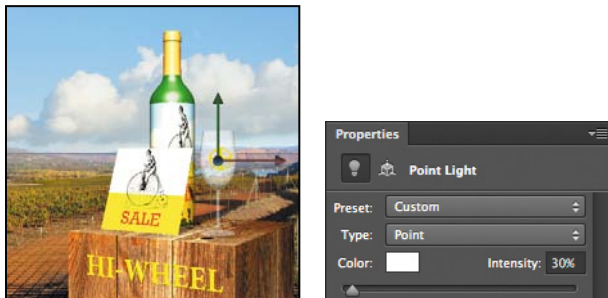 SALE
HI-WHEEL
Properties
Point Light
Preset: Custom
Type: Point
Color: Intensity: 30%